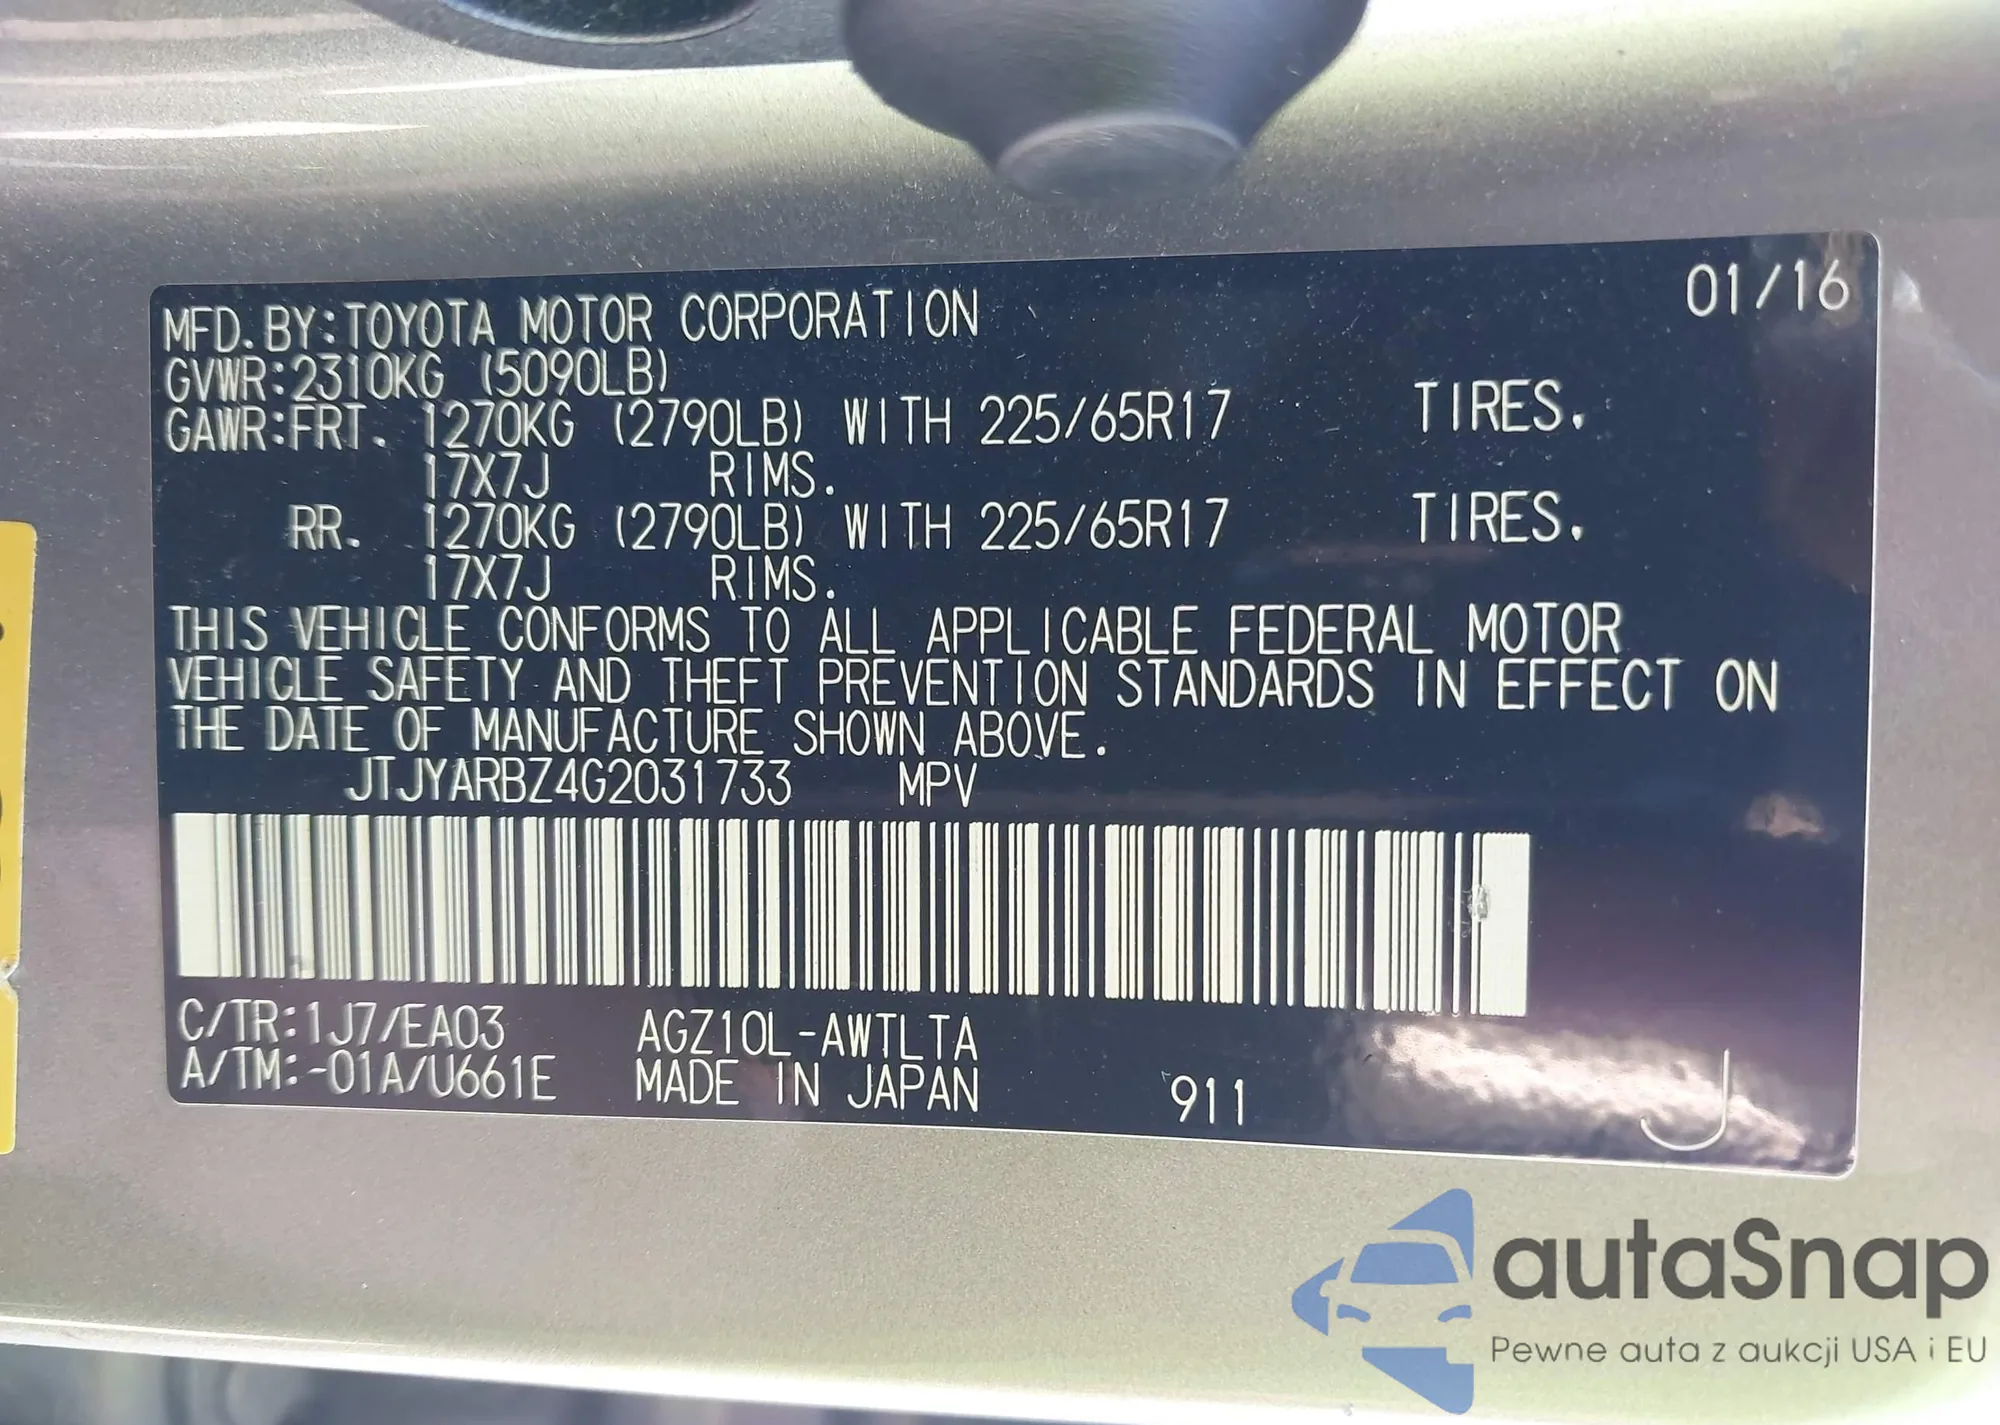 01/16
MFD. BY:TOYOTA MOTOR CORPORATION
GVWR:2310KG (5090LB)
GAWR:FRT. 1270KG (2790LB) WITH 225/65R17 TIRES.
17X7J RIMS.
RR. 1270KG (2790LB) WITH 225/65R17 TIRES.
17X7J RIMS.
THIS VEHICLE CONFORMS TO ALL APPLICABLE FEDERAL MOTOR
VEHICLE SAFETY AND THEFT PREVENTION STANDARDS IN EFFECT ON
THE DATE OF MANUFACTURE SHOWN ABOVE.
JTJYARBZ4G2031733 MPV
C/TR:1J7/EA03 AGZ10L-AWTLTA
A/TM:-01A/U661E MADE IN JAPAN 911
J
autaSnap
Pewne auta z aukcji USA i EU